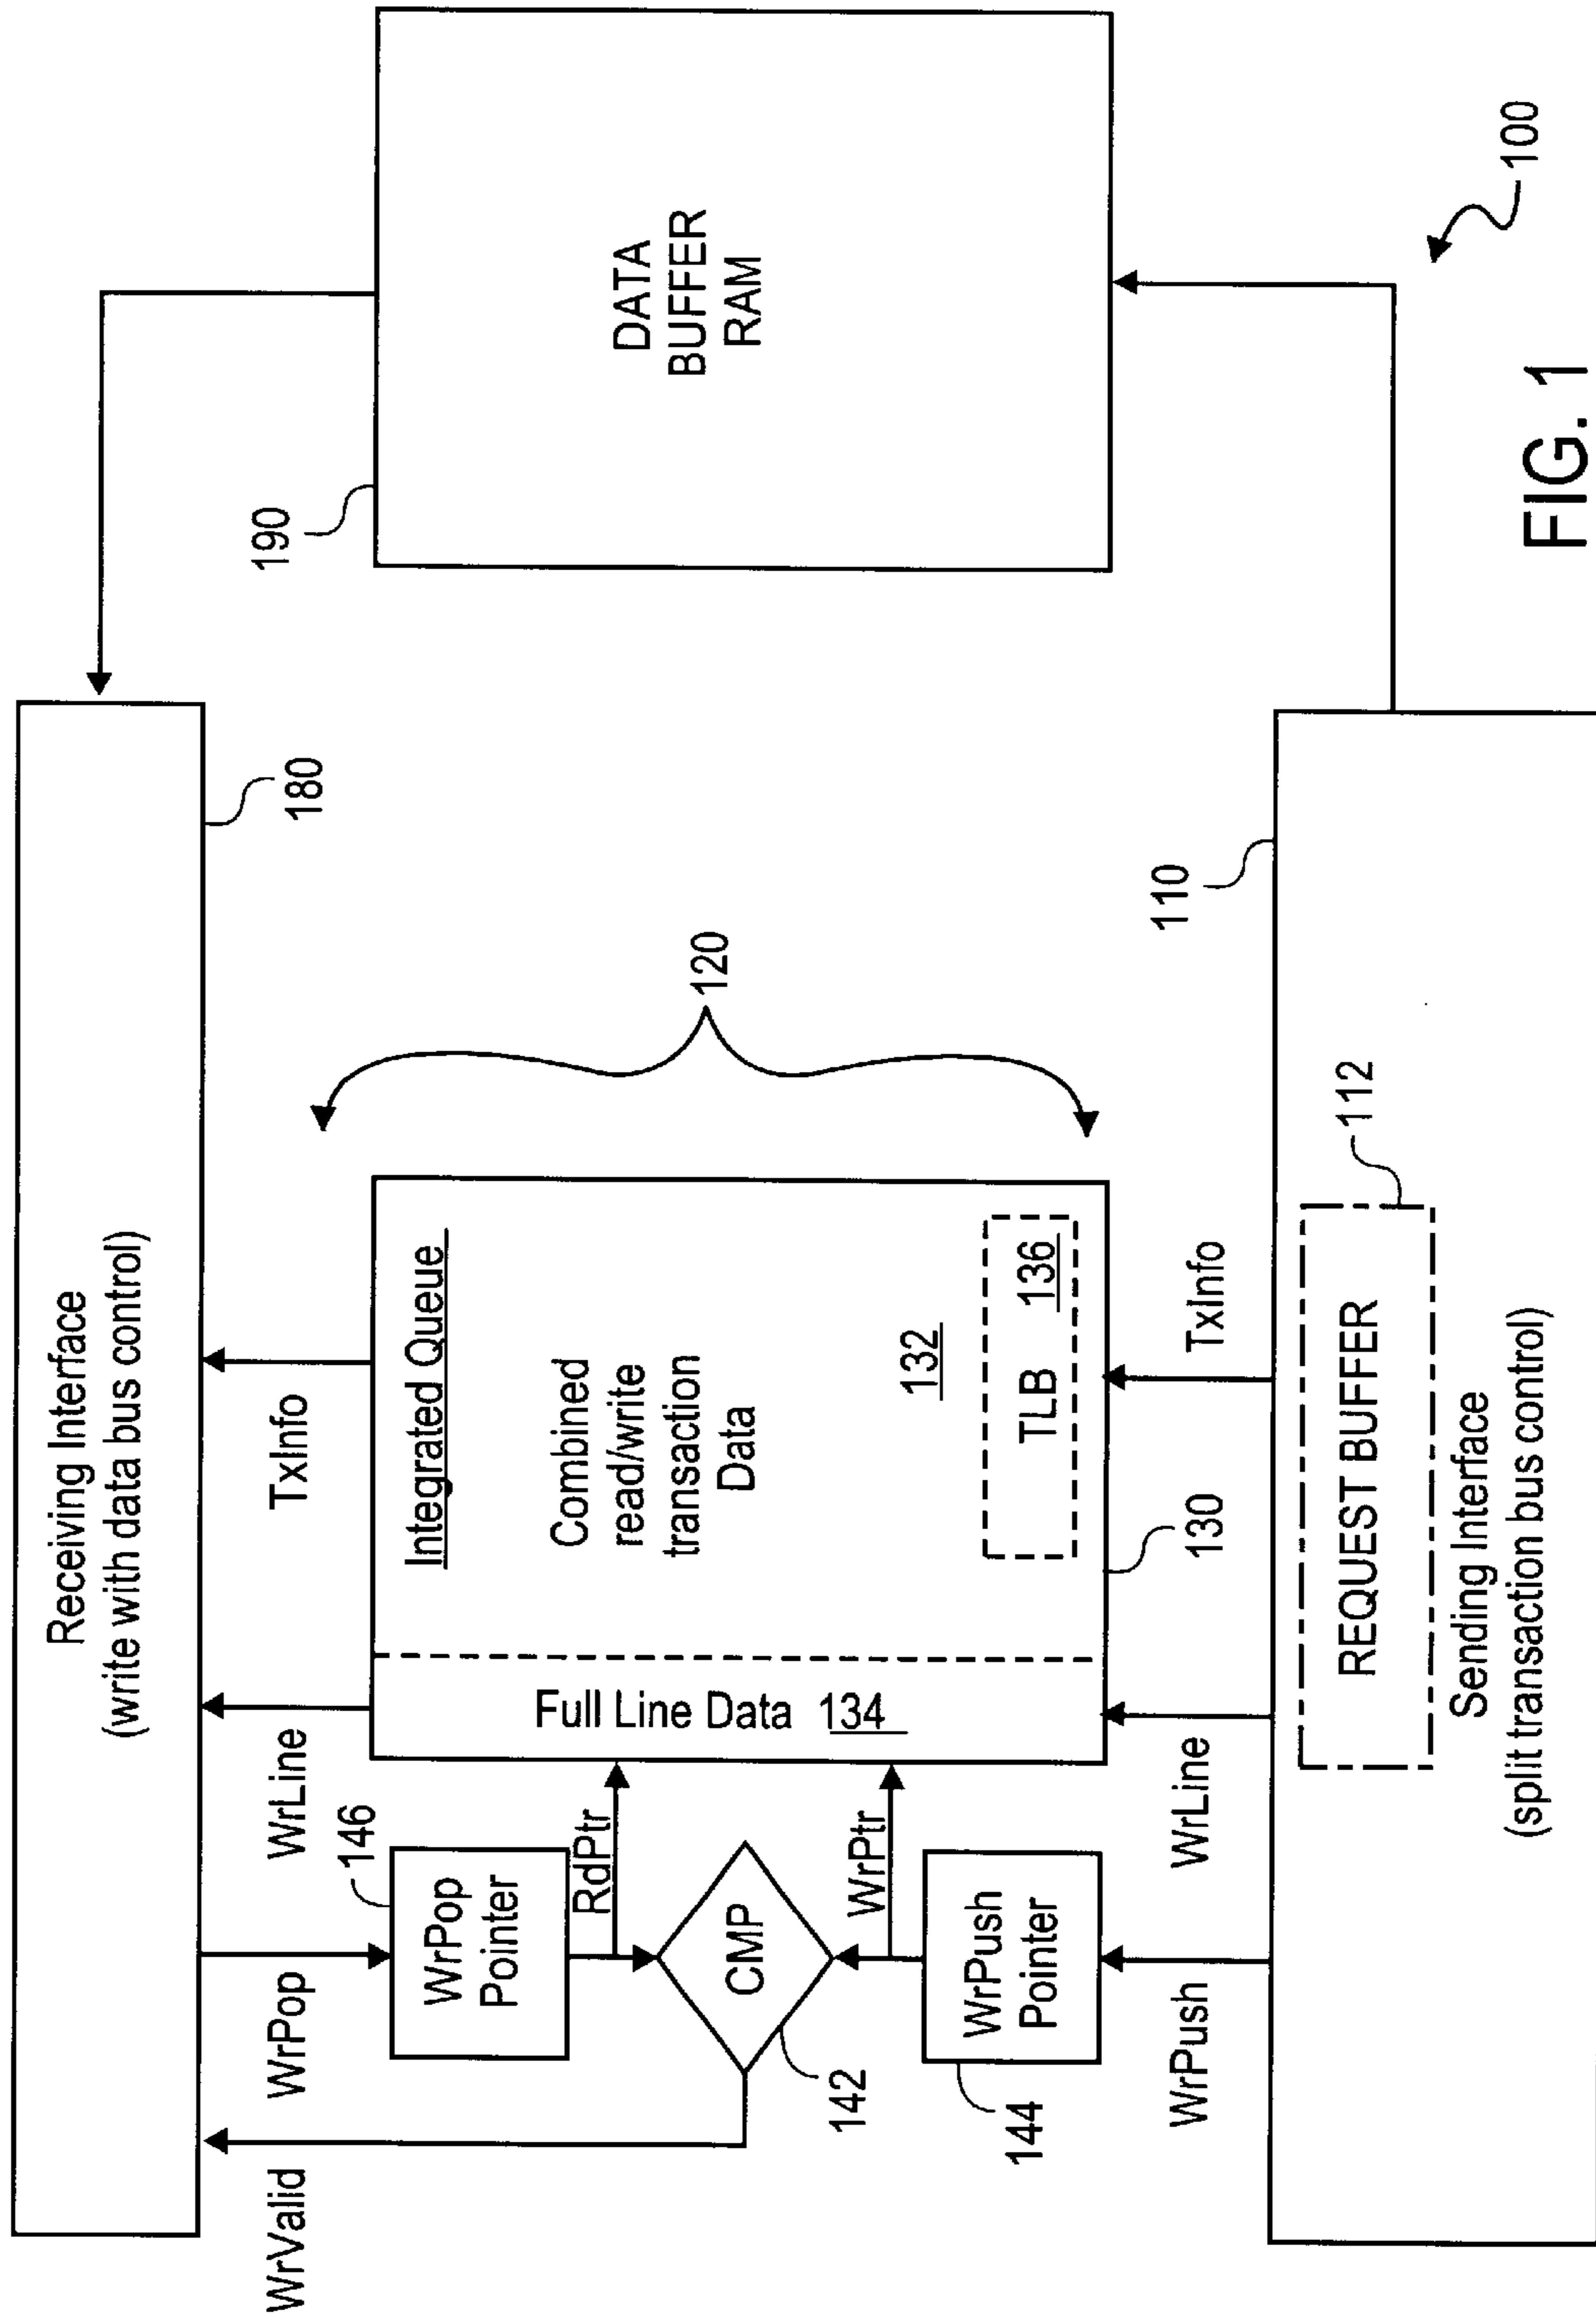 Receiving Interface
(write with data bus control)
180
WrValid
WrPop
WrLine
TxInfo
146
WrPop
Pointer
RdPtr
CMP
142
WrPtr
WrPush
Pointer
144
Integrated Queue
Combined
read/write
transaction
Data
132
TLB 136
Full Line Data 134
130
120
190
DATA
BUFFER
RAM
WrPush
WrLine
TxInfo
110
REQUEST BUFFER
112
Sending Interface
(split transaction bus control)
100
FIG. 1